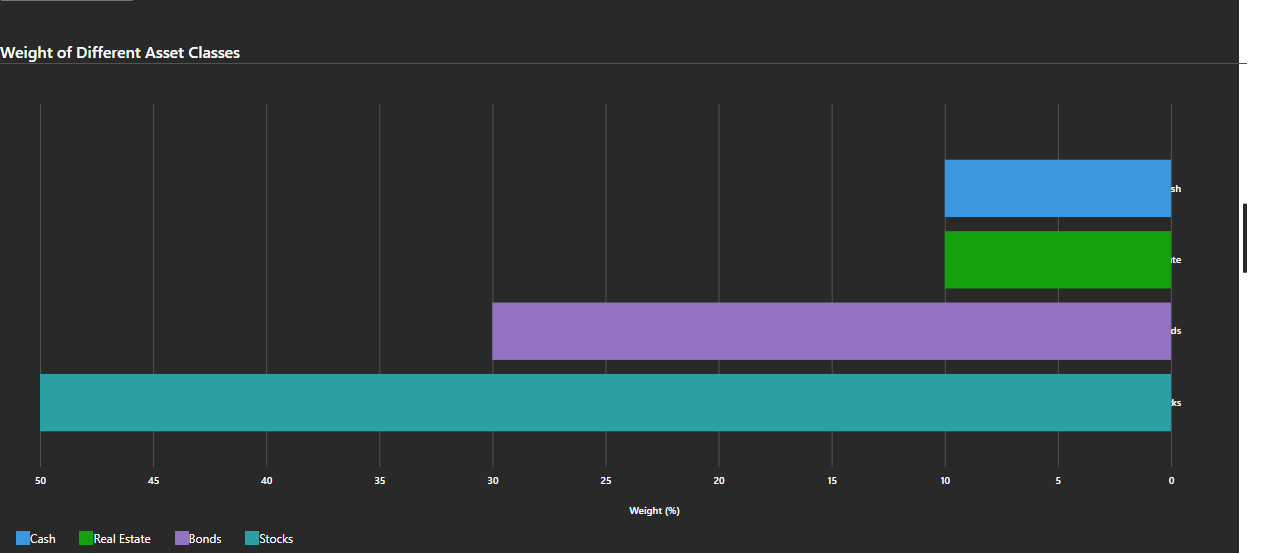 Weight of Different Asset Classes
sh
te
ds
ks
50 45 40 35 30 25 20 15 10 5 0
Weight (%)
Cash Real Estate Bonds Stocks